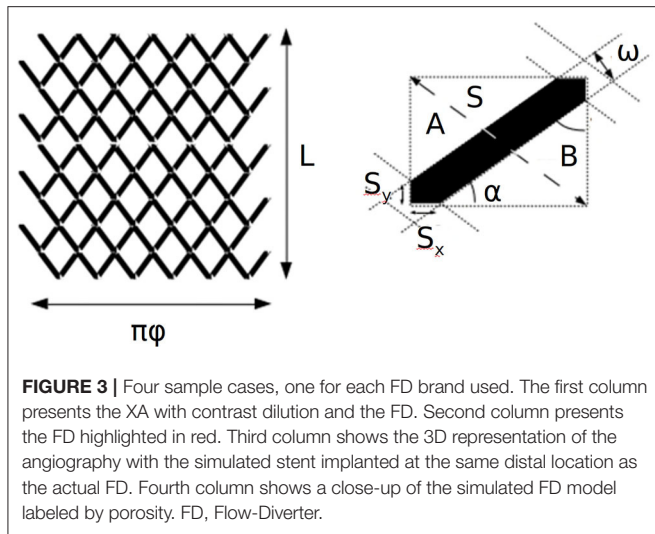 L
πφ
ω
S
A
B
S_y
α
S_x
FIGURE 3 | Four sample cases, one for each FD brand used. The first column
presents the XA with contrast dilution and the FD. Second column presents
the FD highlighted in red. Third column shows the 3D representation of the
angiography with the simulated stent implanted at the same distal location as
the actual FD. Fourth column shows a close-up of the simulated FD model
labeled by porosity. FD, Flow-Diverter.